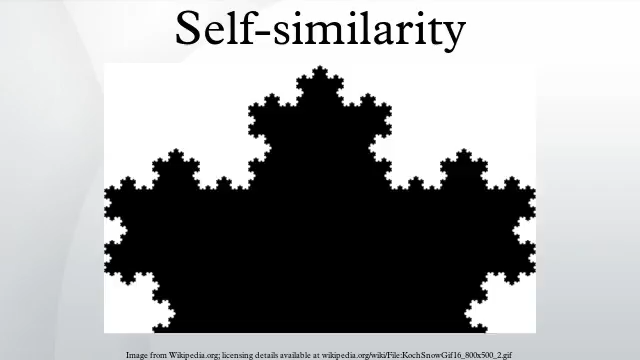 Self-similarity
Image from Wikipedia.org; licensing details available at wikipedia.org/wiki/File:KochSnowGif16_800x500_2.gif